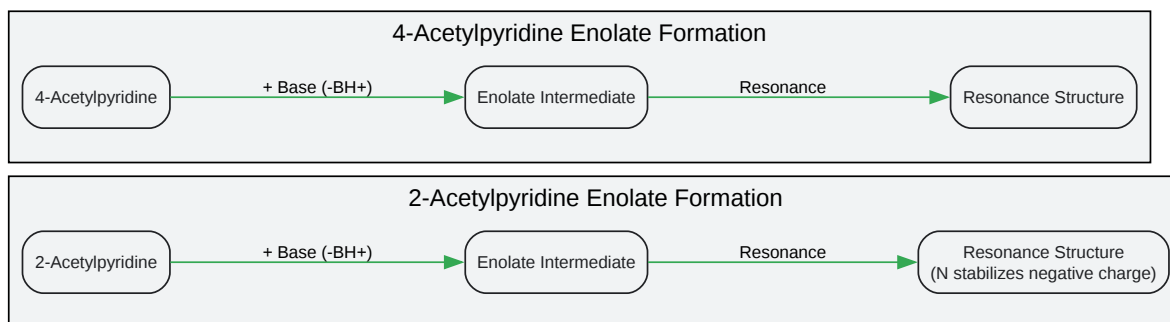 4-Acetylpyridine Enolate Formation
4-Acetylpyridine
+ Base (-BH+)
Enolate Intermediate
Resonance
Resonance Structure
2-Acetylpyridine Enolate Formation
2-Acetylpyridine
+ Base (-BH+)
Enolate Intermediate
Resonance
Resonance Structure
(N stabilizes negative charge)